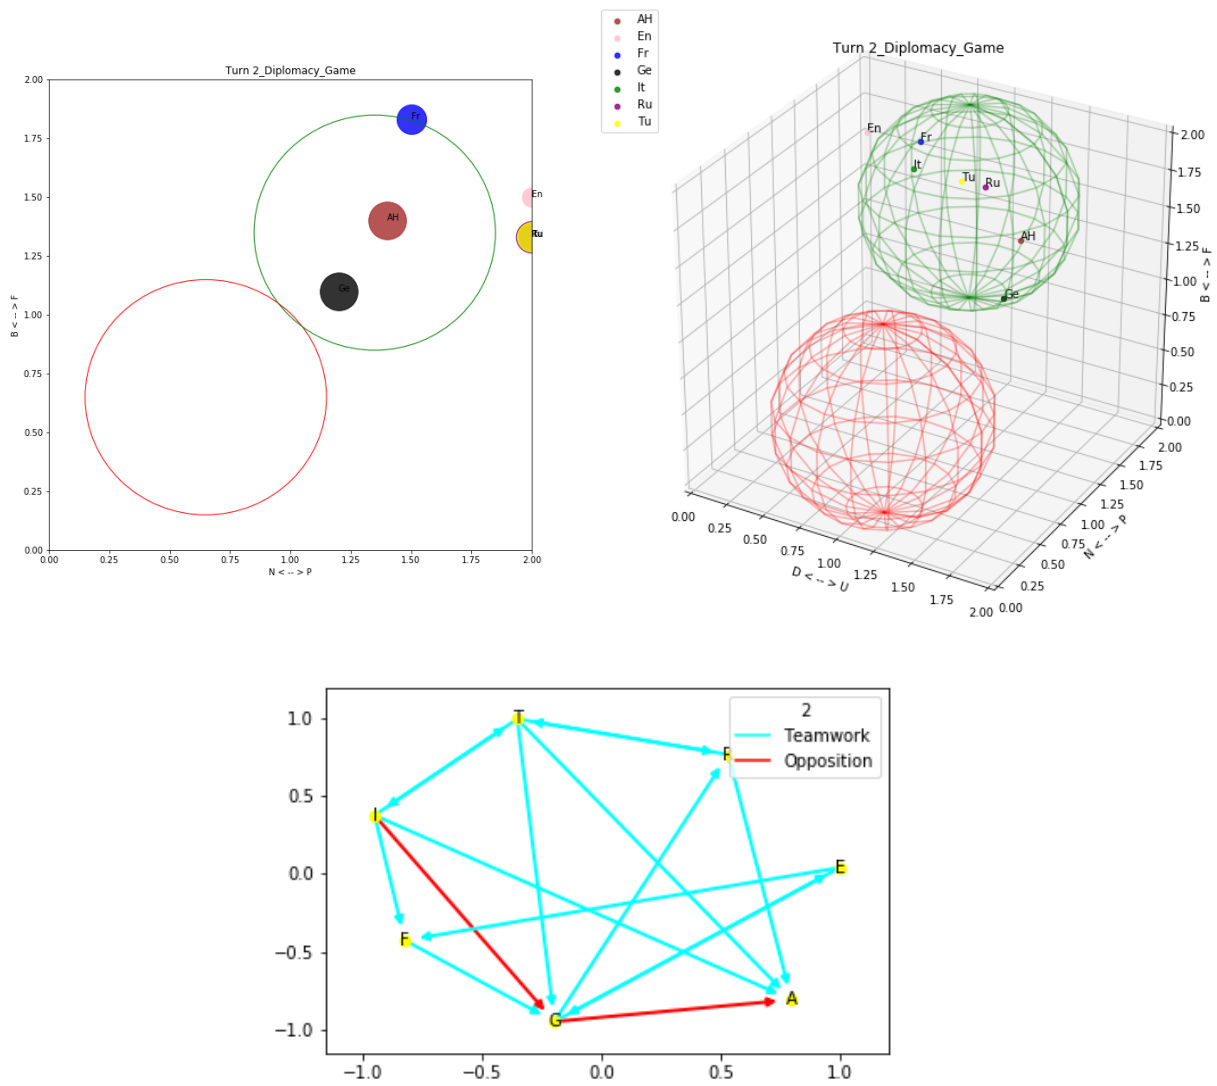 Turn 2_Diplomacy_Game
2.00
1.75
1.50
1.25
1.00
0.75
0.50
0.25
0.00
B < -- > F
Fr
En
AH
Ge
0.00 0.25 0.50 0.75 1.00 1.25 1.50 1.75 2.00
N < -- > P
AH
En
Fr
Ge
It
Ru
Tu
Turn 2_Diplomacy_Game
En
Fr
It
Tu
Ru
AH
Ge
2.00
1.75
1.50
1.25
1.00
0.75
0.50
0.25
0.00
B < -- > F
0.00 0.25 0.50 0.75 1.00 1.25 1.50 1.75 2.00
D < -- > U
0.00 0.25 0.50 0.75 1.00 1.25 1.50 1.75 2.00
N < -- > P
2
Teamwork
Opposition
1.0
0.5
0.0
−0.5
−1.0
T
I
E
F
A
G
−1.0 −0.5 0.0 0.5 1.0